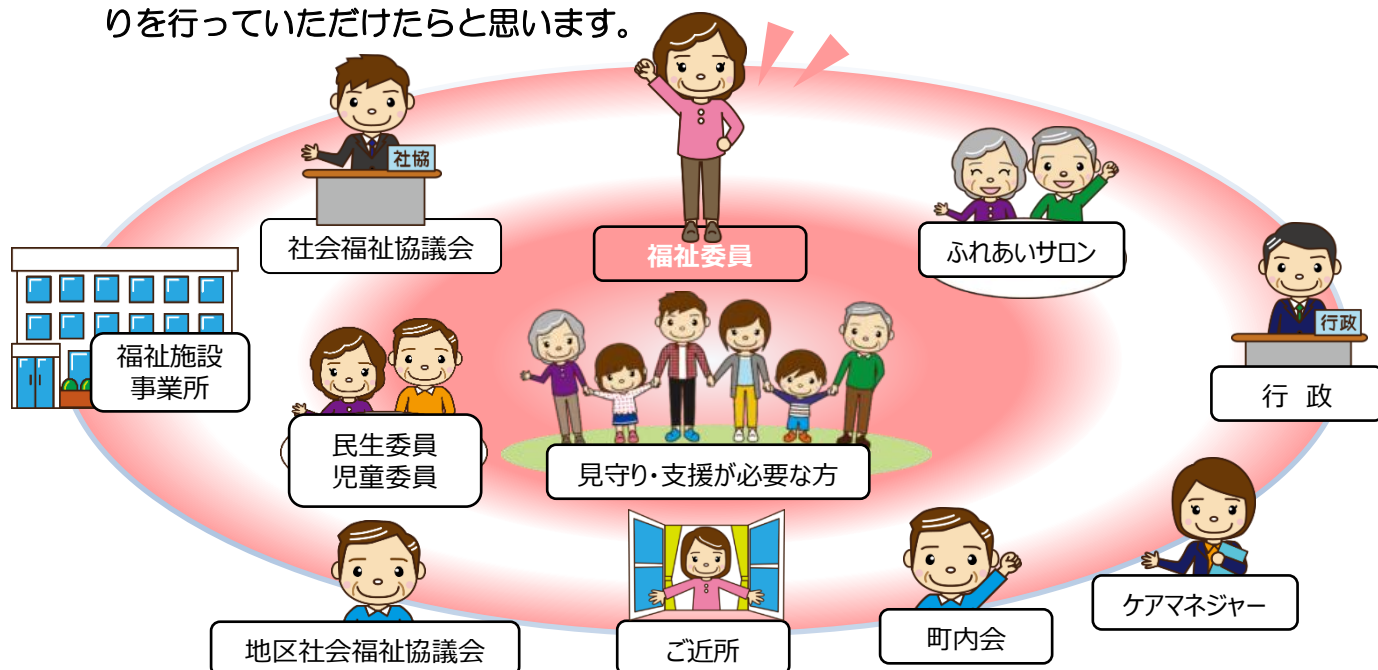 りを行っていただけたらと思います。
社協
社会福祉協議会
福祉委員
ふれあいサロン
行政
行 政
福祉施設
事業所
民生委員
児童委員
見守り・支援が必要な方
ケアマネジャー
地区社会福祉協議会
ご近所
町内会